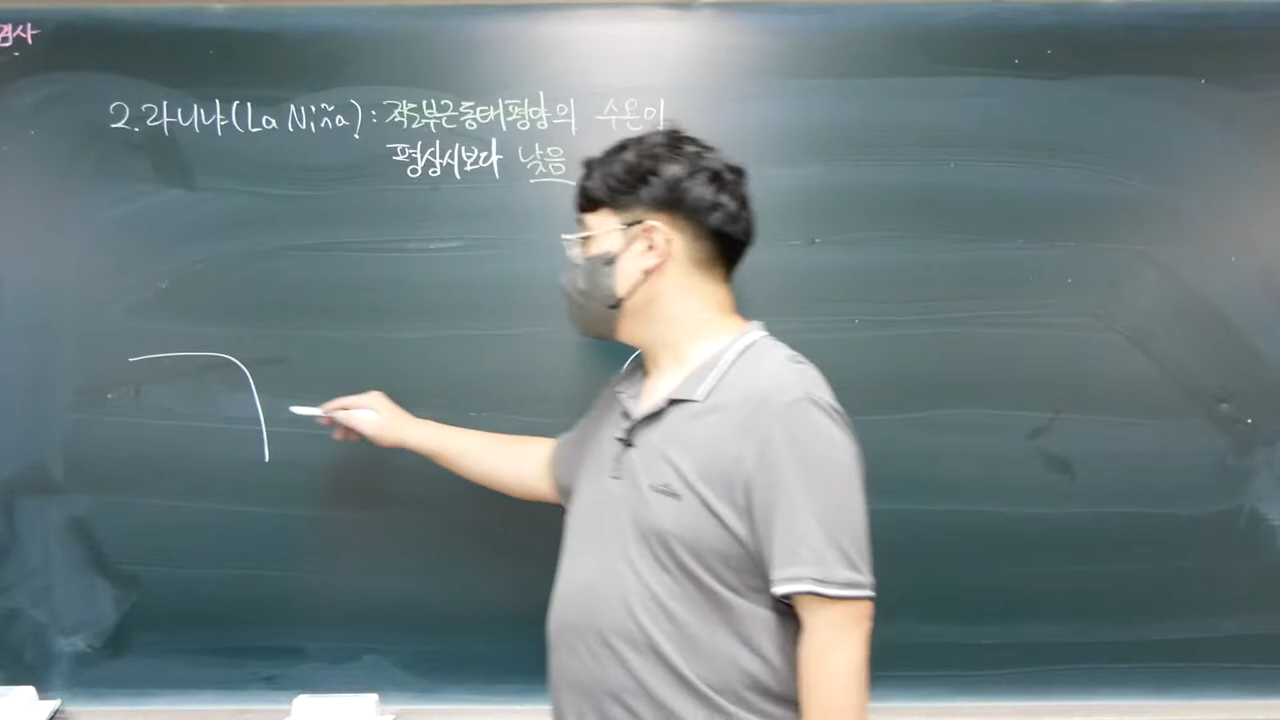 검사
2. 라니냐(La Niña) : 적도부근 동태평양의 수온이
평상시보다 낮음